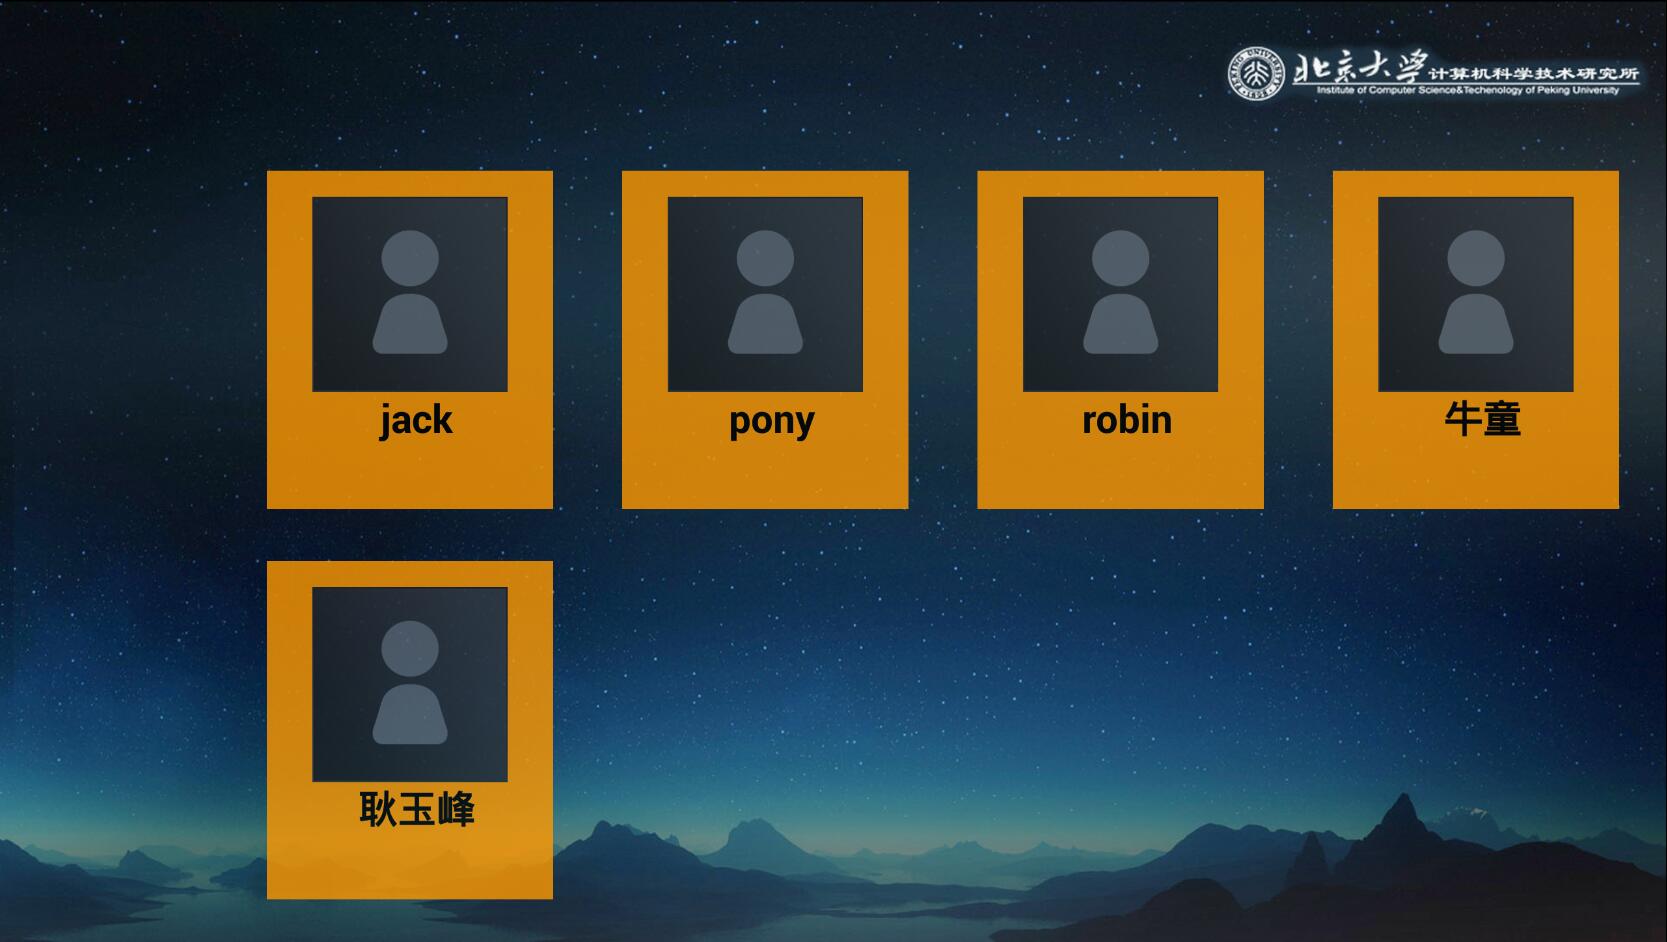 北京大学计算机科学技术研究所
Institute of Computer Science&Techenology of Peking University
jack
pony
robin
牛童
耿玉峰